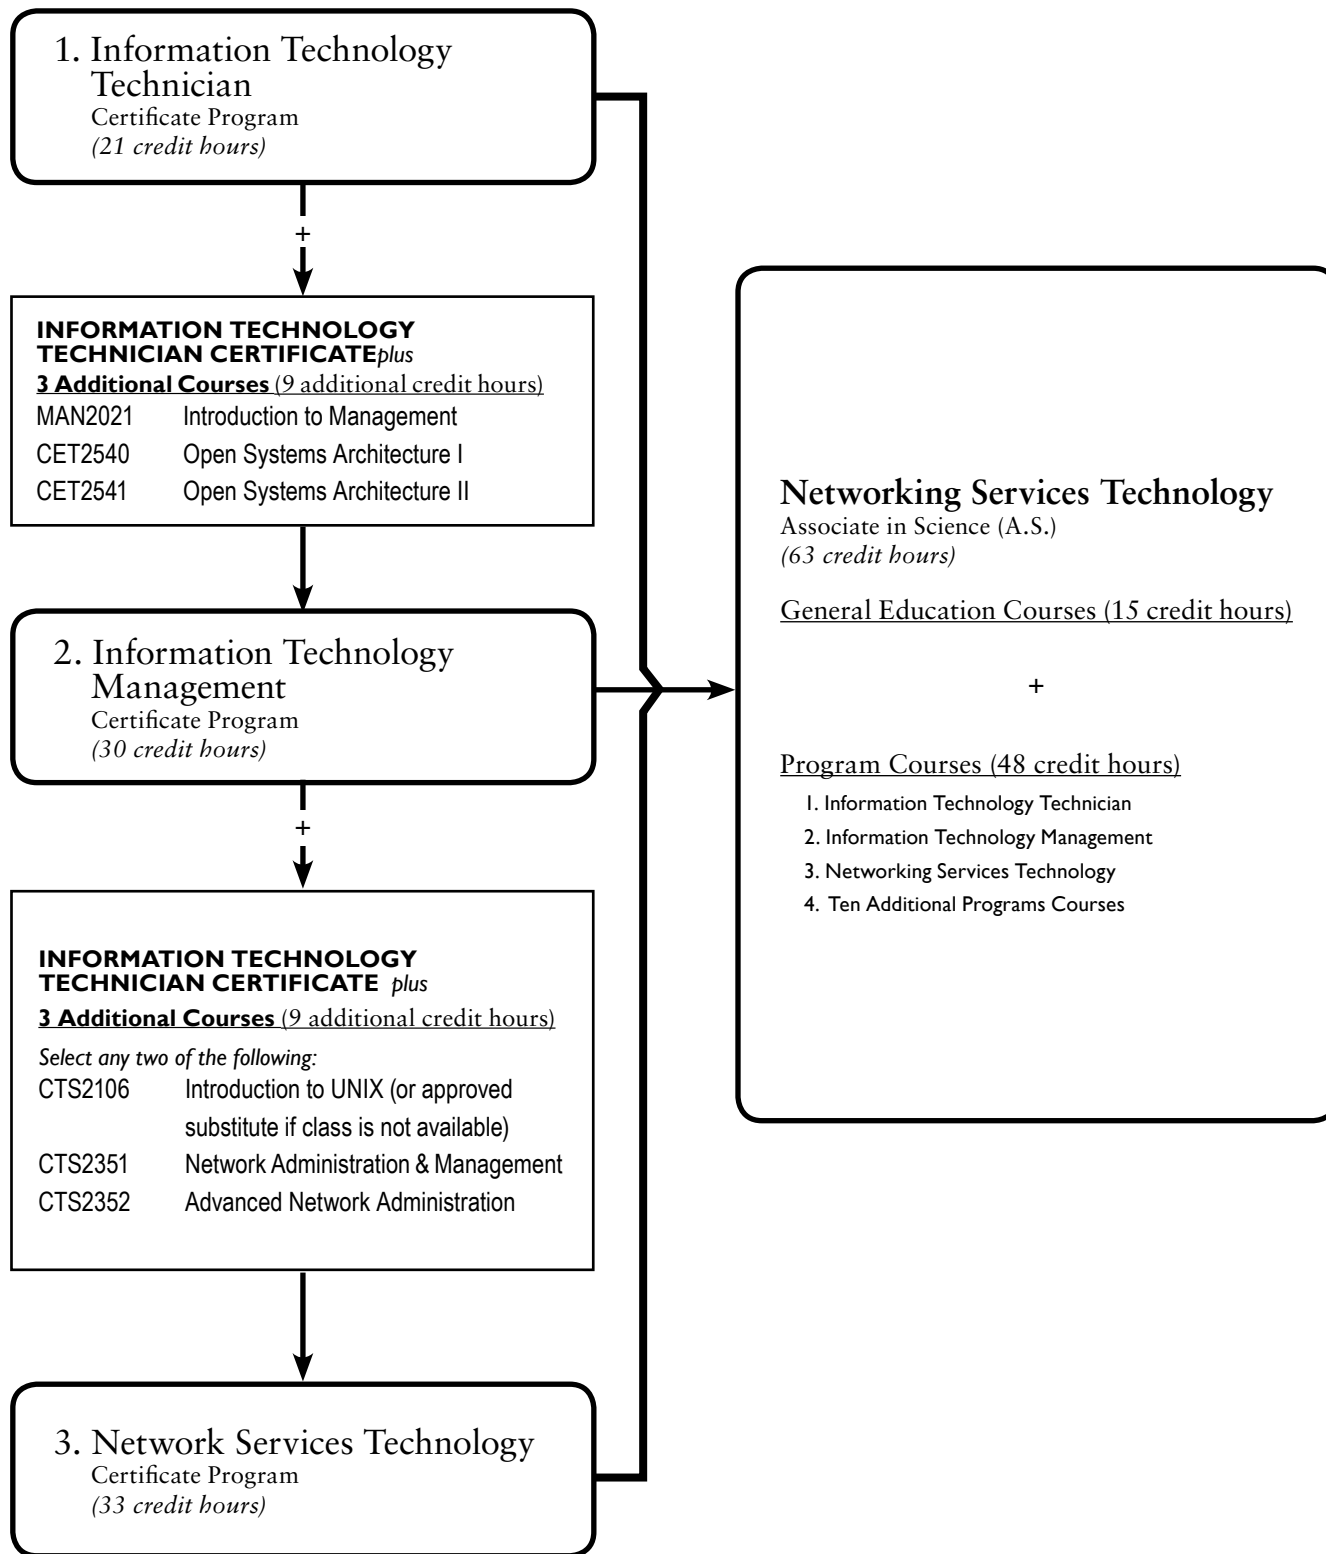 1. Information Technology
Technician
Certificate Program
(21 credit hours)
+
INFORMATION TECHNOLOGY
TECHNICIAN CERTIFICATE plus
3 Additional Courses (9 additional credit hours)
MAN2021 Introduction to Management
CET2540 Open Systems Architecture I
CET2541 Open Systems Architecture II
2. Information Technology
Management
Certificate Program
(30 credit hours)
+
INFORMATION TECHNOLOGY
TECHNICIAN CERTIFICATE plus
3 Additional Courses (9 additional credit hours)
Select any two of the following:
CTS2106 Introduction to UNIX (or approved
substitute if class is not available)
CTS2351 Network Administration & Management
CTS2352 Advanced Network Administration
3. Network Services Technology
Certificate Program
(33 credit hours)
Networking Services Technology
Associate in Science (A.S.)
(63 credit hours)
General Education Courses (15 credit hours)
+
Program Courses (48 credit hours)
1. Information Technology Technician
2. Information Technology Management
3. Networking Services Technology
4. Ten Additional Programs Courses